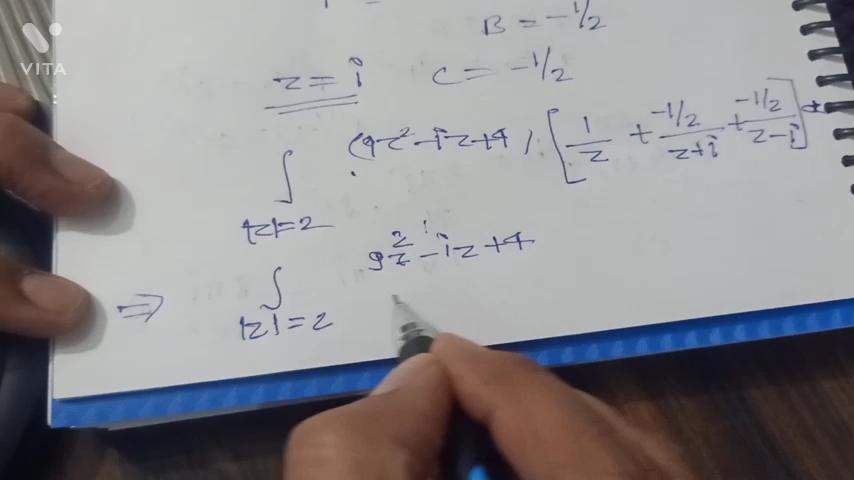 VITA
B = -1/2
z = i C = -1/2
∫ (9z² - iz + 4) [ 1/z + -1/2/z+i + -1/2/z-i ]
|z| = 2
⇒ ∫ 9z² - iz + 4
|z| = 2